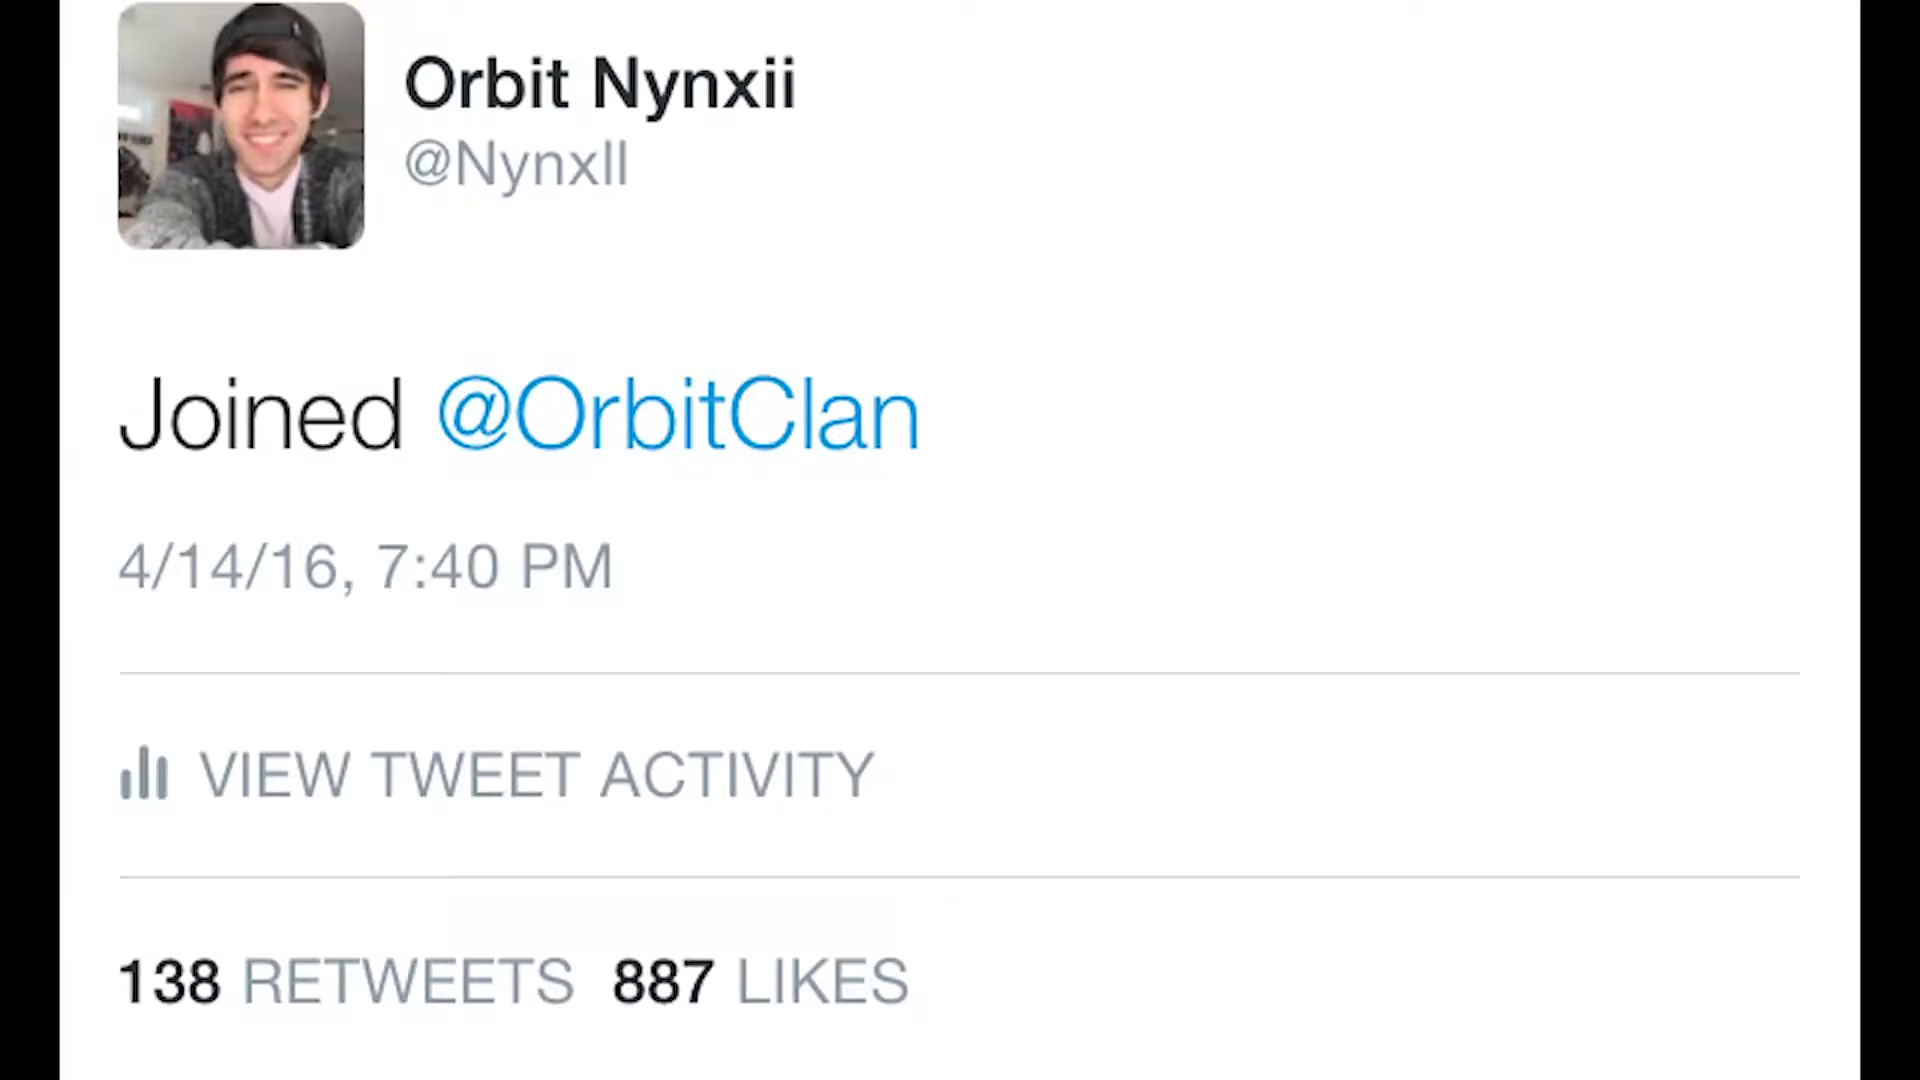 Orbit Nynxii
@NynxII
Joined @OrbitClan
4/14/16, 7:40 PM
VIEW TWEET ACTIVITY
138 RETWEETS 887 LIKES